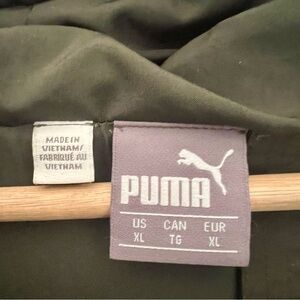 MADE IN
VIETNAM/
FABRIQUÉ AU
VIETNAM
PUMA
US CAN EUR
XL TG XL